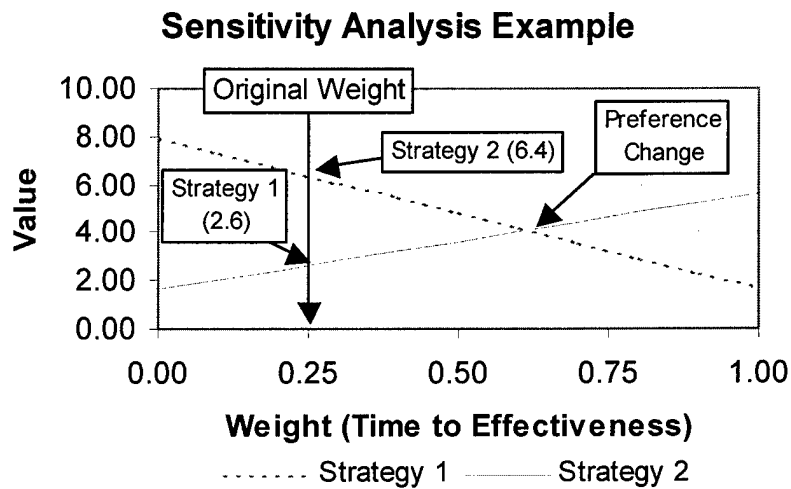 Sensitivity Analysis Example
10.00
8.00
6.00
4.00
2.00
0.00
Value
Original Weight
Strategy 2 (6.4)
Preference
Change
Strategy 1
(2.6)
0.00 0.25 0.50 0.75 1.00
Weight (Time to Effectiveness)
Strategy 1 Strategy 2